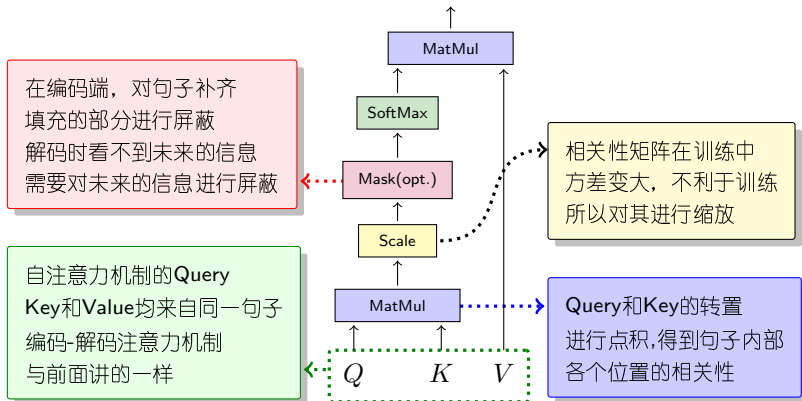 MatMul
在编码端，对句子补齐
填充的部分进行屏蔽
解码时看不到未来的信息
需要对未来的信息进行屏蔽
SoftMax
Mask(opt.)
相关性矩阵在训练中
方差变大，不利于训练
所以对其进行缩放
Scale
自注意力机制的Query
Key和Value均来自同一句子
编码-解码注意力机制
与前面讲的一样
MatMul
Query和Key的转置
进行点积,得到句子内部
各个位置的相关性
Q K V